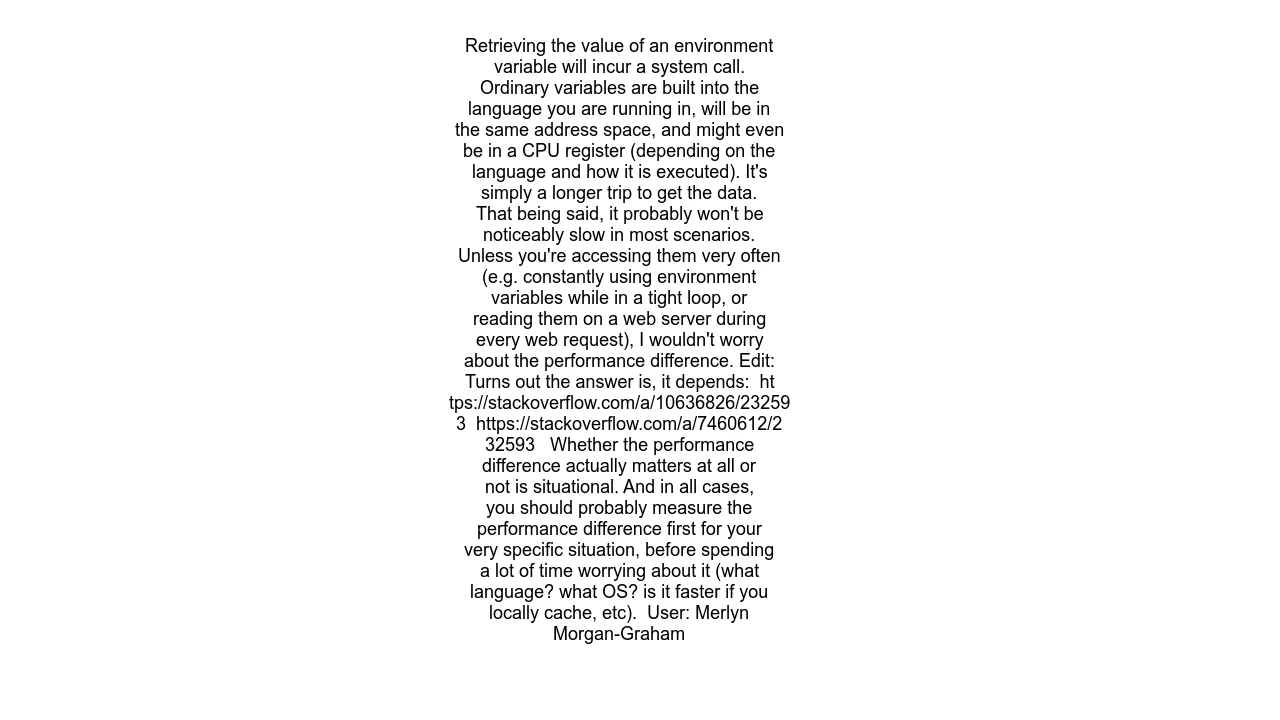 Retrieving the value of an environment
variable will incur a system call.
Ordinary variables are built into the
language you are running in, will be in
the same address space, and might even
be in a CPU register (depending on the
language and how it is executed). It's
simply a longer trip to get the data.
That being said, it probably won't be
noticeably slow in most scenarios.
Unless you're accessing them very often
(e.g. constantly using environment
variables while in a tight loop, or
reading them on a web server during
every web request), I wouldn't worry
about the performance difference. Edit:
Turns out the answer is, it depends:  ht
tps://stackoverflow.com/a/10636826/23259
3  https://stackoverflow.com/a/7460612/2
32593   Whether the performance
difference actually matters at all or
not is situational. And in all cases,
you should probably measure the
performance difference first for your
very specific situation, before spending
a lot of time worrying about it (what
language? what OS? is it faster if you
locally cache, etc).  User: Merlyn
Morgan-Graham